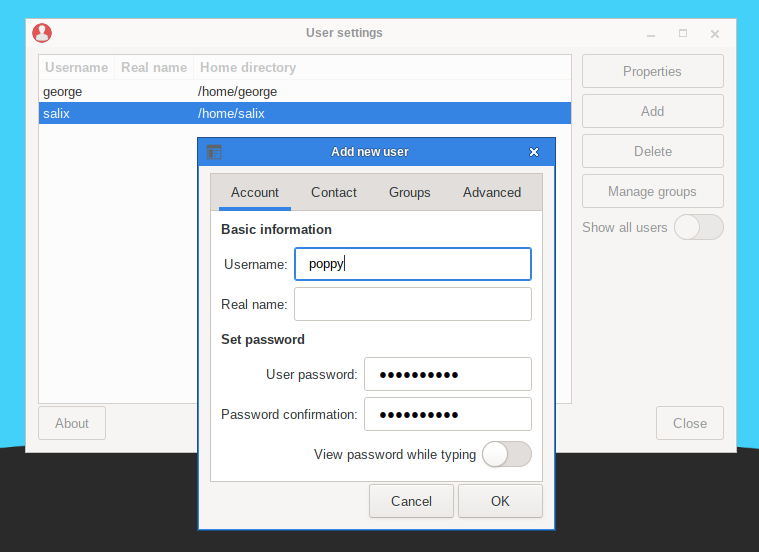 User settings
Username Real name Home directory
george /home/george
salix /home/salix
Properties
Add
Delete
Manage groups
Show all users
About
Close
Add new user
Account Contact Groups Advanced
Basic information
Username: poppy
Real name:
Set password
User password: ●●●●●●●●●●
Password confirmation: ●●●●●●●●●●
View password while typing
Cancel OK